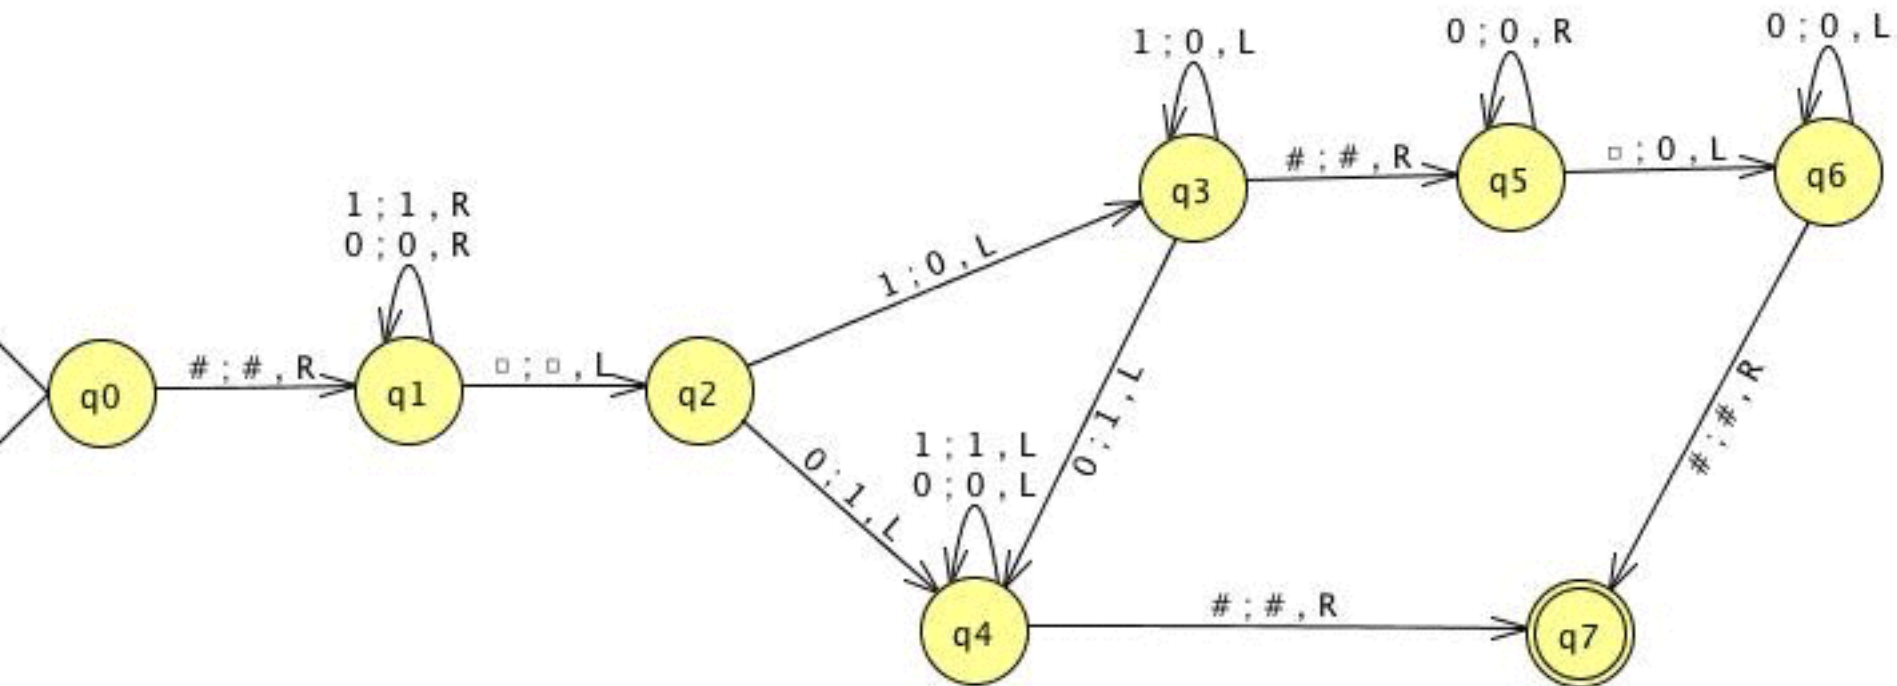 0 ; 0 , L
0 ; 0 , R
1 ; 0 , L
q3
# ; # , R
q5
□ ; 0 , L
q6
1 ; 1 , R
0 ; 0 , R
q0
# ; # , R
q1
□ ; □ , L
q2
1 ; 0 , L
0 ; 1 , L
0 ; 1 , L
# ; # , R
1 ; 1 , L
0 ; 0 , L
q4
# ; # , R
q7